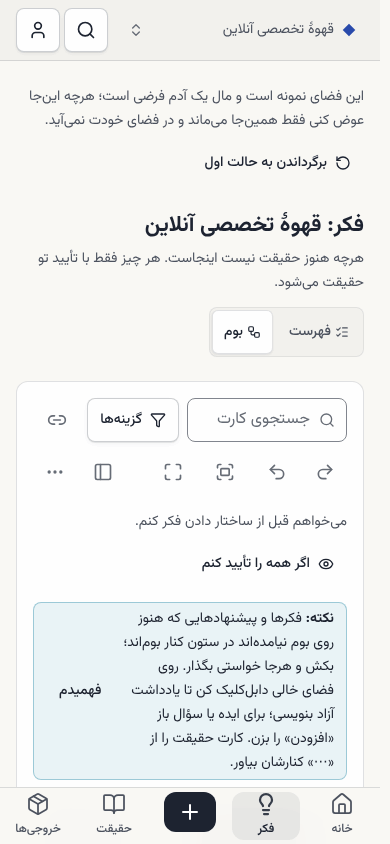 قهوهٔ تخصصی آنلاین
این فضای نمونه است و مال یک آدم فرضی است؛ هرچه این‌جا
عوض کنی فقط همین‌جا می‌ماند و در فضای خودت نمی‌آید.
برگرداندن به حالت اول
فکر: قهوهٔ تخصصی آنلاین
هرچه هنوز حقیقت نیست اینجاست. هر چیز فقط با تأیید تو
حقیقت می‌شود.
فهرست
بوم
جستجوی کارت
گزینه‌ها
می‌خواهم قبل از ساختار دادن فکر کنم.
اگر همه را تأیید کنم
نکته: فکرها و پیشنهادهایی که هنوز
روی بوم نیامده‌اند در ستون کنار بوم‌اند؛
بکش و هرجا خواستی بگذار. روی
فضای خالی دابل‌کلیک کن تا یادداشت
آزاد بنویسی؛ برای ایده یا سؤال باز
«افزودن» را بزن. کارت حقیقت را از
«⋯» کنارشان بیاور.
فهمیدم
خانه
فکر
حقیقت
خروجی‌ها